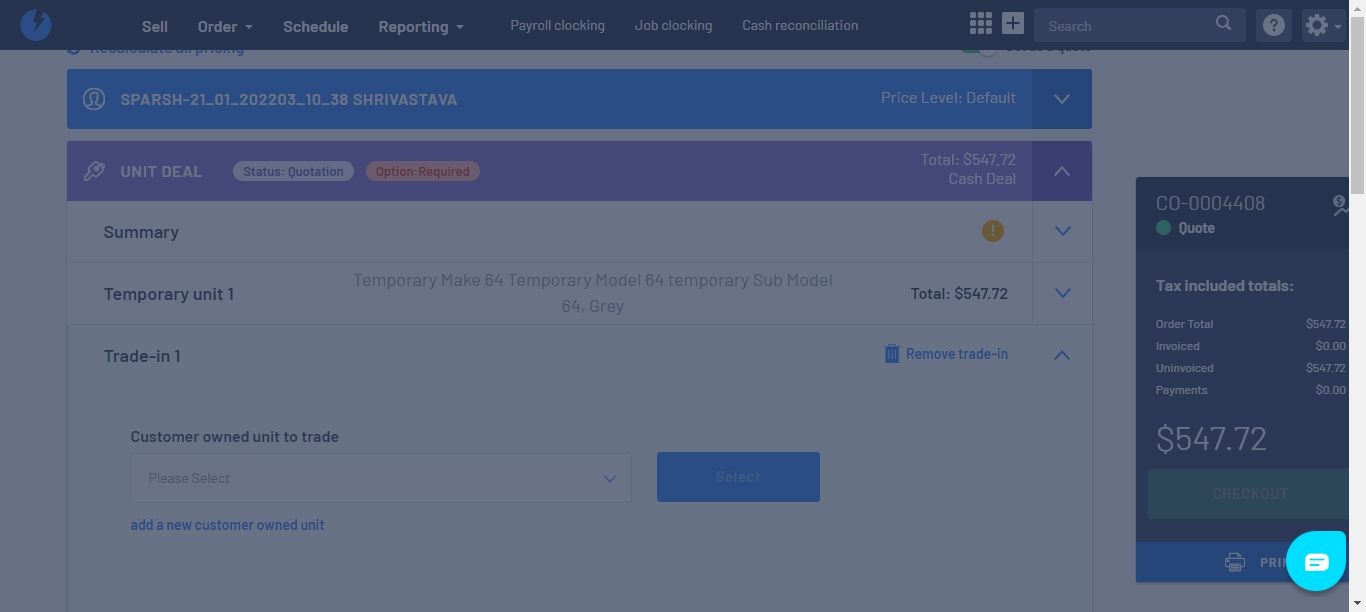 Sell
Order
Schedule
Reporting
Payroll clocking
Job clocking
Cash reconciliation
Search
Recalculate all pricing
SPARSH-21_01_202203_10_38 SHRIVASTAVA
Price Level: Default
UNIT DEAL
Status: Quotation
Option:Required
Total: $547.72
Cash Deal
Summary
Temporary unit 1
Temporary Make 64 Temporary Model 64 temporary Sub Model
64, Grey
Total: $547.72
Trade-in 1
Remove trade-in
Customer owned unit to trade
Please Select
Select
add a new customer owned unit
CO-0004408
Quote
Tax included totals:
Order Total $547.72
Invoiced $0.00
Uninvoiced $547.72
Payments $0.00
$547.72
CHECKOUT